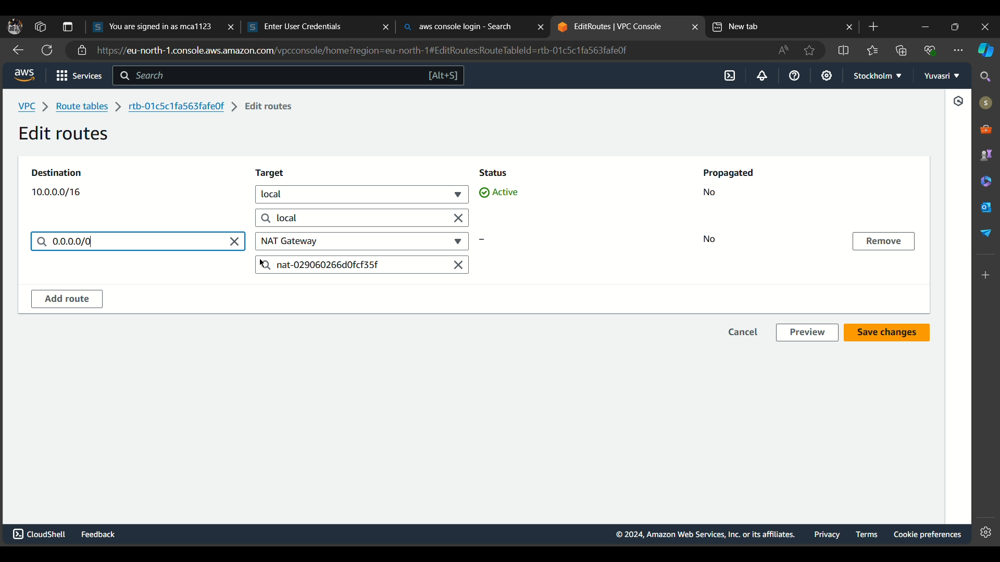 You are signed in as mca1123
Enter User Credentials
aws console login - Search
EditRoutes | VPC Console
New tab
https://eu-north-1.console.aws.amazon.com/vpcconsole/home?region=eu-north-1#EditRoutes:RouteTableId=rtb-01c5c1fa563fafe0f
aws
Services
Search
[Alt+S]
Stockholm
Yuvasri
VPC
Route tables
rtb-01c5c1fa563fafe0f
Edit routes
Edit routes
Destination
Target
Status
Propagated
10.0.0.0/16
local
Active
No
local
0.0.0.0/0
NAT Gateway
–
No
Remove
nat-029060266d0fcf35f
Add route
Cancel
Preview
Save changes
CloudShell
Feedback
© 2024, Amazon Web Services, Inc. or its affiliates.
Privacy
Terms
Cookie preferences